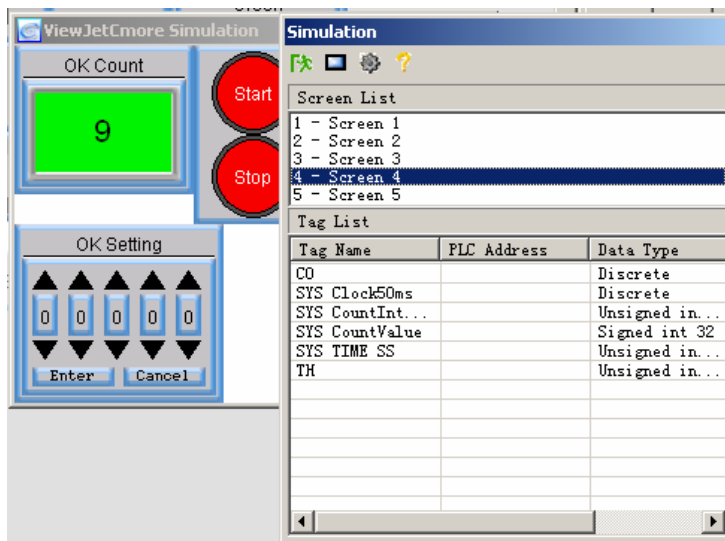 ViewJetCmore Simulation
OK Count
9
Start
Stop
OK Setting
0 0 0 0 0
Enter Cancel
Simulation
?
Screen List
1 - Screen 1
2 - Screen 2
3 - Screen 3
4 - Screen 4
5 - Screen 5
Tag List
Tag Name PLC Address Data Type
CO Discrete
SYS Clock50ms Discrete
SYS CountInt... Unsigned in...
SYS CountValue Signed int 32
SYS TIME SS Unsigned in...
TH Unsigned in...